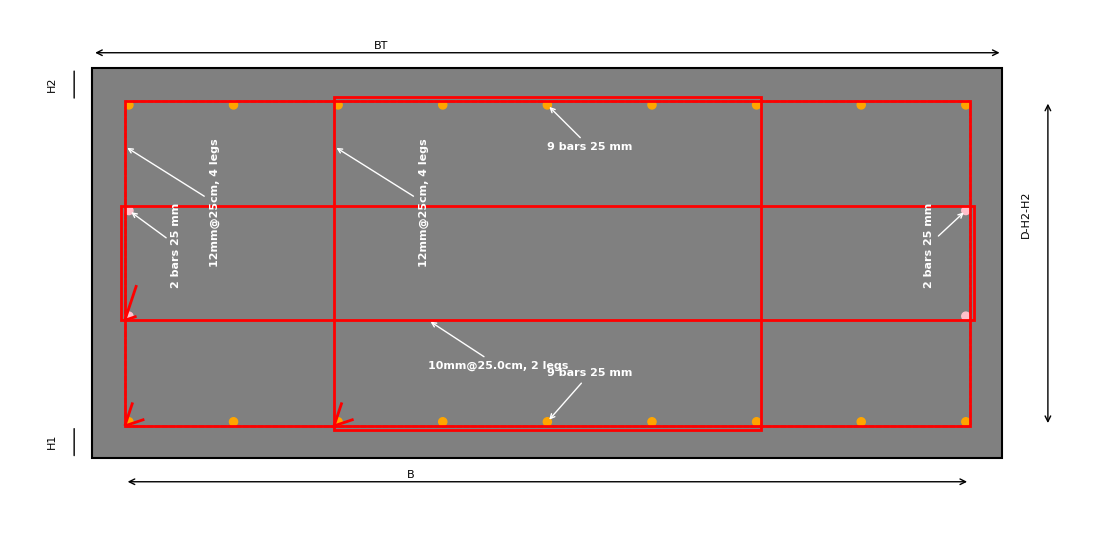 BT
H2
9 bars 25 mm
12mm@25cm, 4 legs
12mm@25cm, 4 legs
2 bars 25 mm
2 bars 25 mm
D-H2-H2
10mm@25.0cm, 2 legs
9 bars 25 mm
H1
B